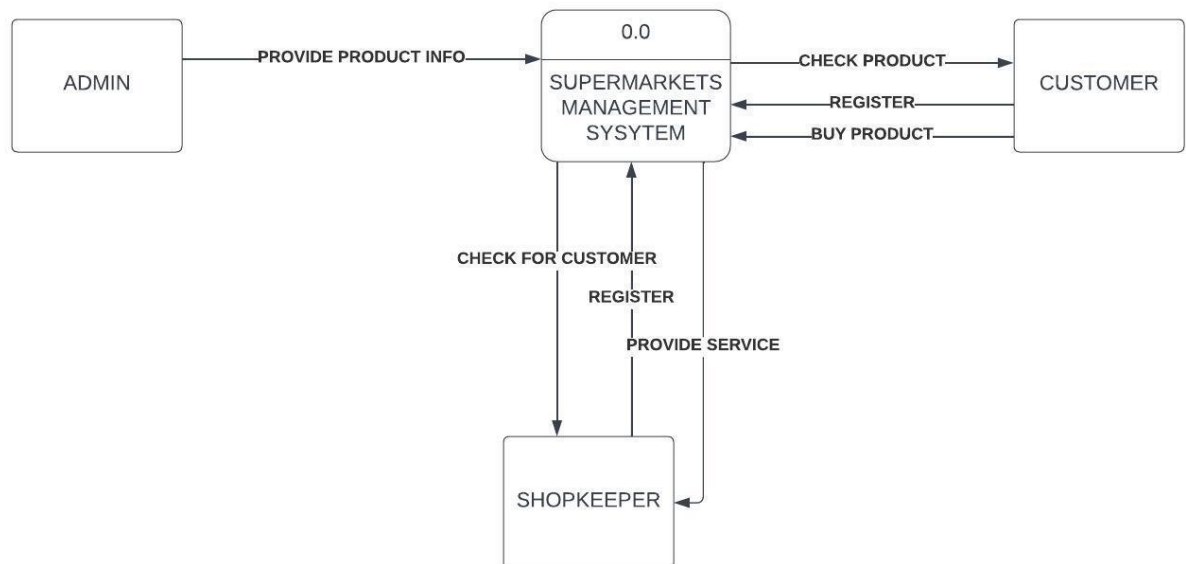 0.0
ADMIN
PROVIDE PRODUCT INFO
SUPERMARKETS
MANAGEMENT
SYSYTEM
CHECK PRODUCT
REGISTER
BUY PRODUCT
CUSTOMER
CHECK FOR CUSTOMER
REGISTER
PROVIDE SERVICE
SHOPKEEPER